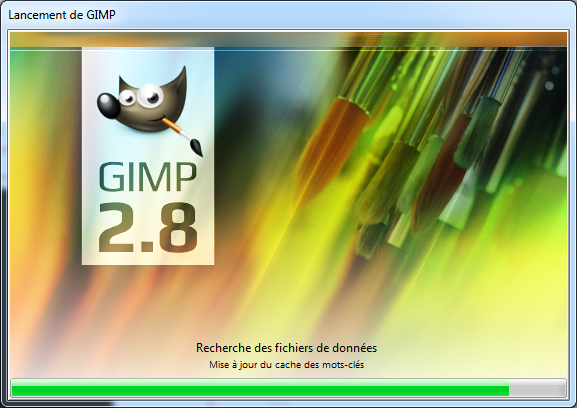 Lancement de GIMP
GIMP
2.8
Recherche des fichiers de données
Mise à jour du cache des mots-clés